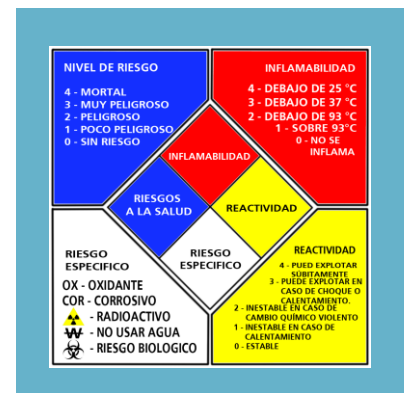 NIVEL DE RIESGO
4 - MORTAL
3 - MUY PELIGROSO
2 - PELIGROSO
1 - POCO PELIGROSO
0 - SIN RIESGO
INFLAMABILIDAD
4 - DEBAJO DE 25 °C
3 - DEBAJO DE 37 °C
2 - DEBAJO DE 93 °C
1 - SOBRE 93°C
0 - NO SE
INFLAMA
INFLAMABILIDAD
RIESGOS
A LA SALUD
REACTIVIDAD
RIESGO
ESPECIFICO
RIESGO
ESPECIFICO
OX - OXIDANTE
COR - CORROSIVO
- RADIOACTIVO
W - NO USAR AGUA
- RIESGO BIOLOGICO
REACTIVIDAD
4 - PUED EXPLOTAR
SÚBITAMENTE
3 - PUEDE EXPLOTAR EN
CASO DE CHOQUE O
CALENTAMIENTO.
2 - INESTABLE EN CASO DE
CAMBIO QUÍMICO VIOLENTO
1 - INESTABLE EN CASO DE
CALENTAMIENTO
0 - ESTABLE